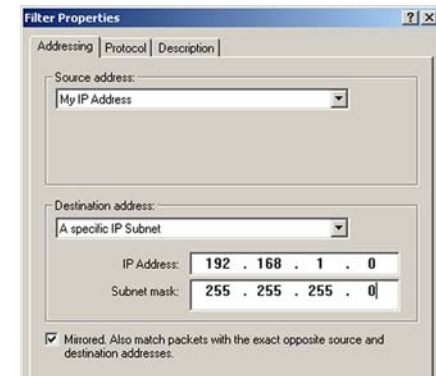 Filter Properties
Addressing Protocol Description
Source address:
My IP Address
Destination address:
A specific IP Subnet
IP Address: 192 . 168 . 1 . 0
Subnet mask: 255 . 255 . 255 . 0
Mirrored. Also match packets with the exact opposite source and
destination addresses.